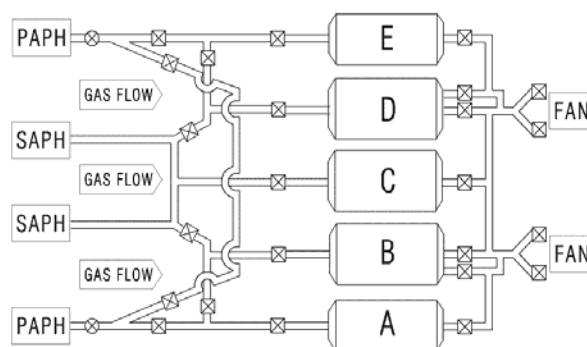 PAPH
E
GAS FLOW
D
FAN
SAPH
GAS FLOW
C
SAPH
B
FAN
GAS FLOW
PAPH
A